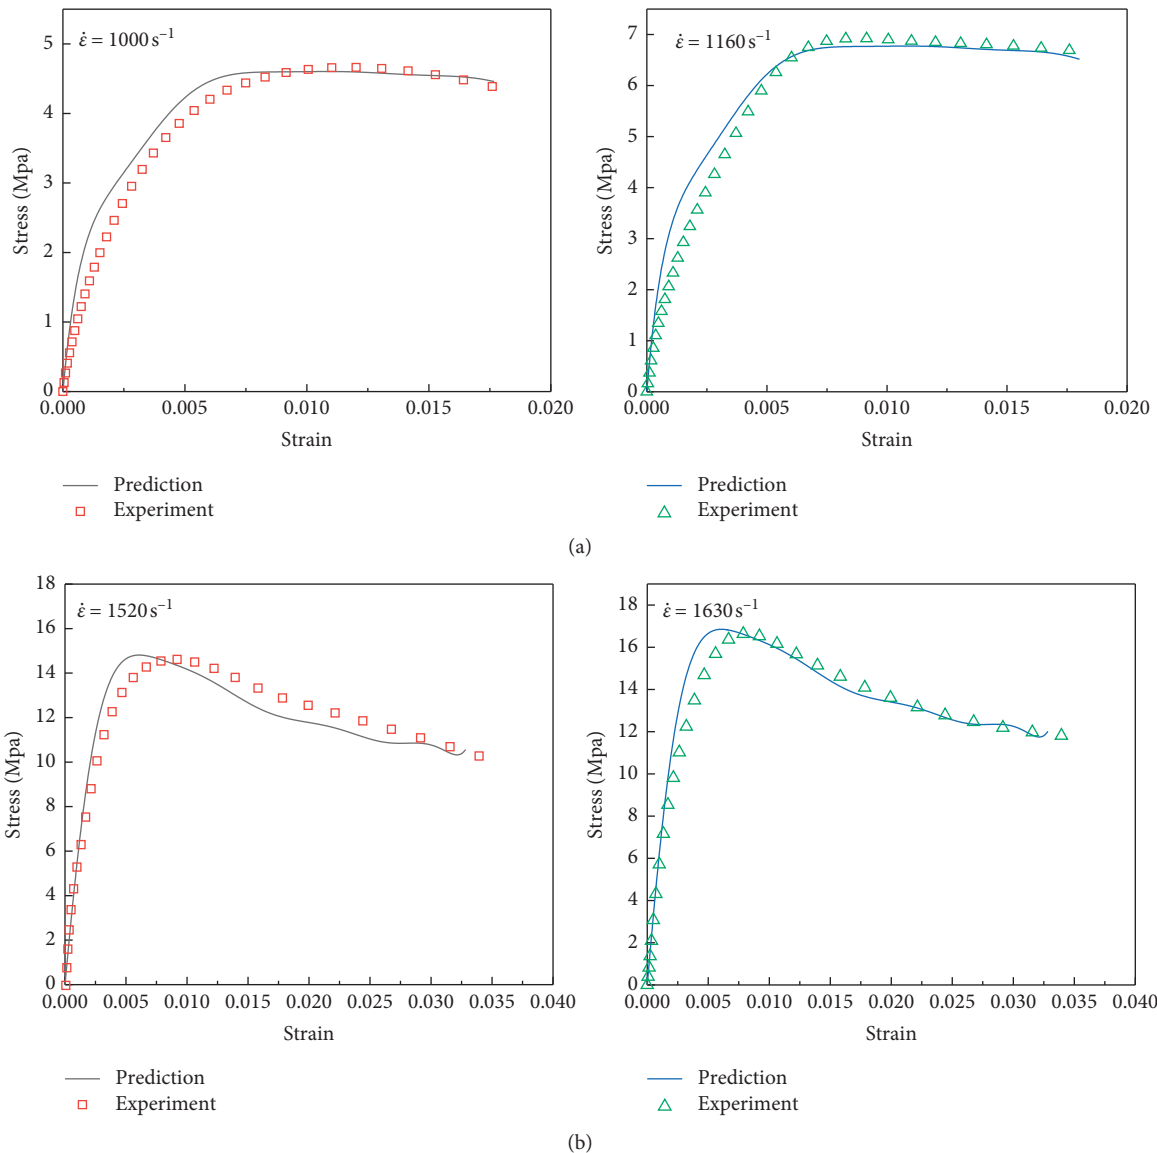 ε̇ = 1000 s⁻¹
5
4
3
2
1
0
Stress (Mpa)
0.000 0.005 0.010 0.015 0.020
Strain
Prediction
Experiment
ε̇ = 1160 s⁻¹
7
6
5
4
3
2
1
0
Stress (Mpa)
0.000 0.005 0.010 0.015 0.020
Strain
Prediction
Experiment
(a)
ε̇ = 1520 s⁻¹
18
16
14
12
10
8
6
4
2
0
Stress (Mpa)
0.000 0.005 0.010 0.015 0.020 0.025 0.030 0.035 0.040
Strain
Prediction
Experiment
ε̇ = 1630 s⁻¹
18
16
14
12
10
8
6
4
2
0
Stress (Mpa)
0.000 0.005 0.010 0.015 0.020 0.025 0.030 0.035 0.040
Strain
Prediction
Experiment
(b)